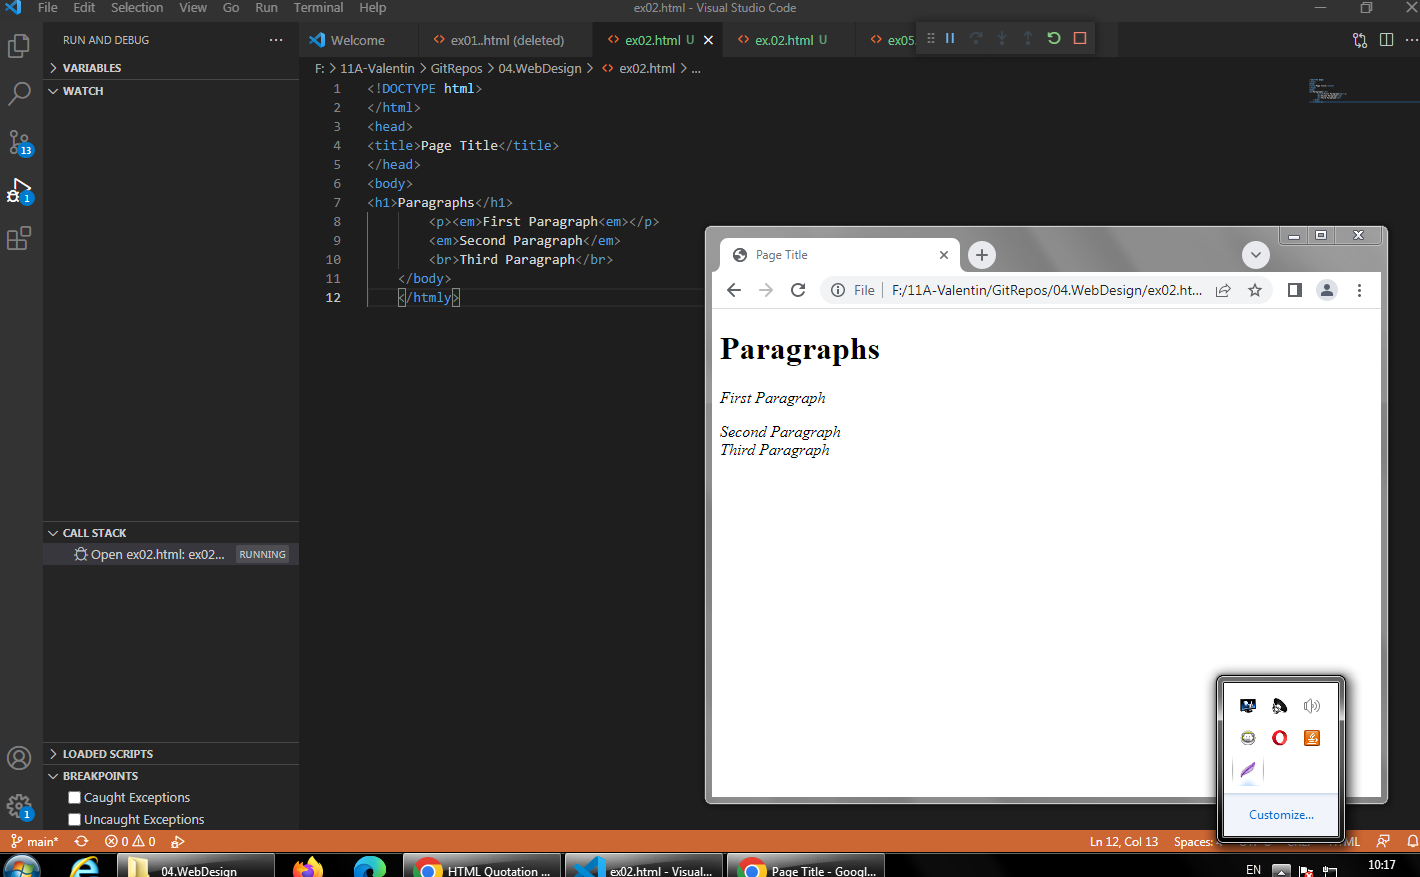 File Edit Selection View Go Run Terminal Help
ex02.html - Visual Studio Code
RUN AND DEBUG
Welcome
ex01..html (deleted)
ex02.html U
ex.02.html U
ex05.
VARIABLES
WATCH
F: > 11A-Valentin > GitRepos > 04.WebDesign > ex02.html > ...
1 <!DOCTYPE html>
2 </html>
3 <head>
4 <title>Page Title</title>
5 </head>
6 <body>
7 <h1>Paragraphs</h1>
8 <p><em>First Paragraph<em></p>
9 <em>Second Paragraph</em>
10 <br>Third Paragraph</br>
11 </body>
12 </htmly>
Page Title
File | F:/11A-Valentin/GitRepos/04.WebDesign/ex02.ht...
Paragraphs
First Paragraph
Second Paragraph
Third Paragraph
CALL STACK
Open ex02.html: ex02... RUNNING
LOADED SCRIPTS
BREAKPOINTS
Caught Exceptions
Uncaught Exceptions
13
1
1
Customize...
main* 0 0
Ln 12, Col 13 Spaces:
04.WebDesign
HTML Quotation ...
ex02.html - Visual...
Page Title - Googl...
EN
10:17